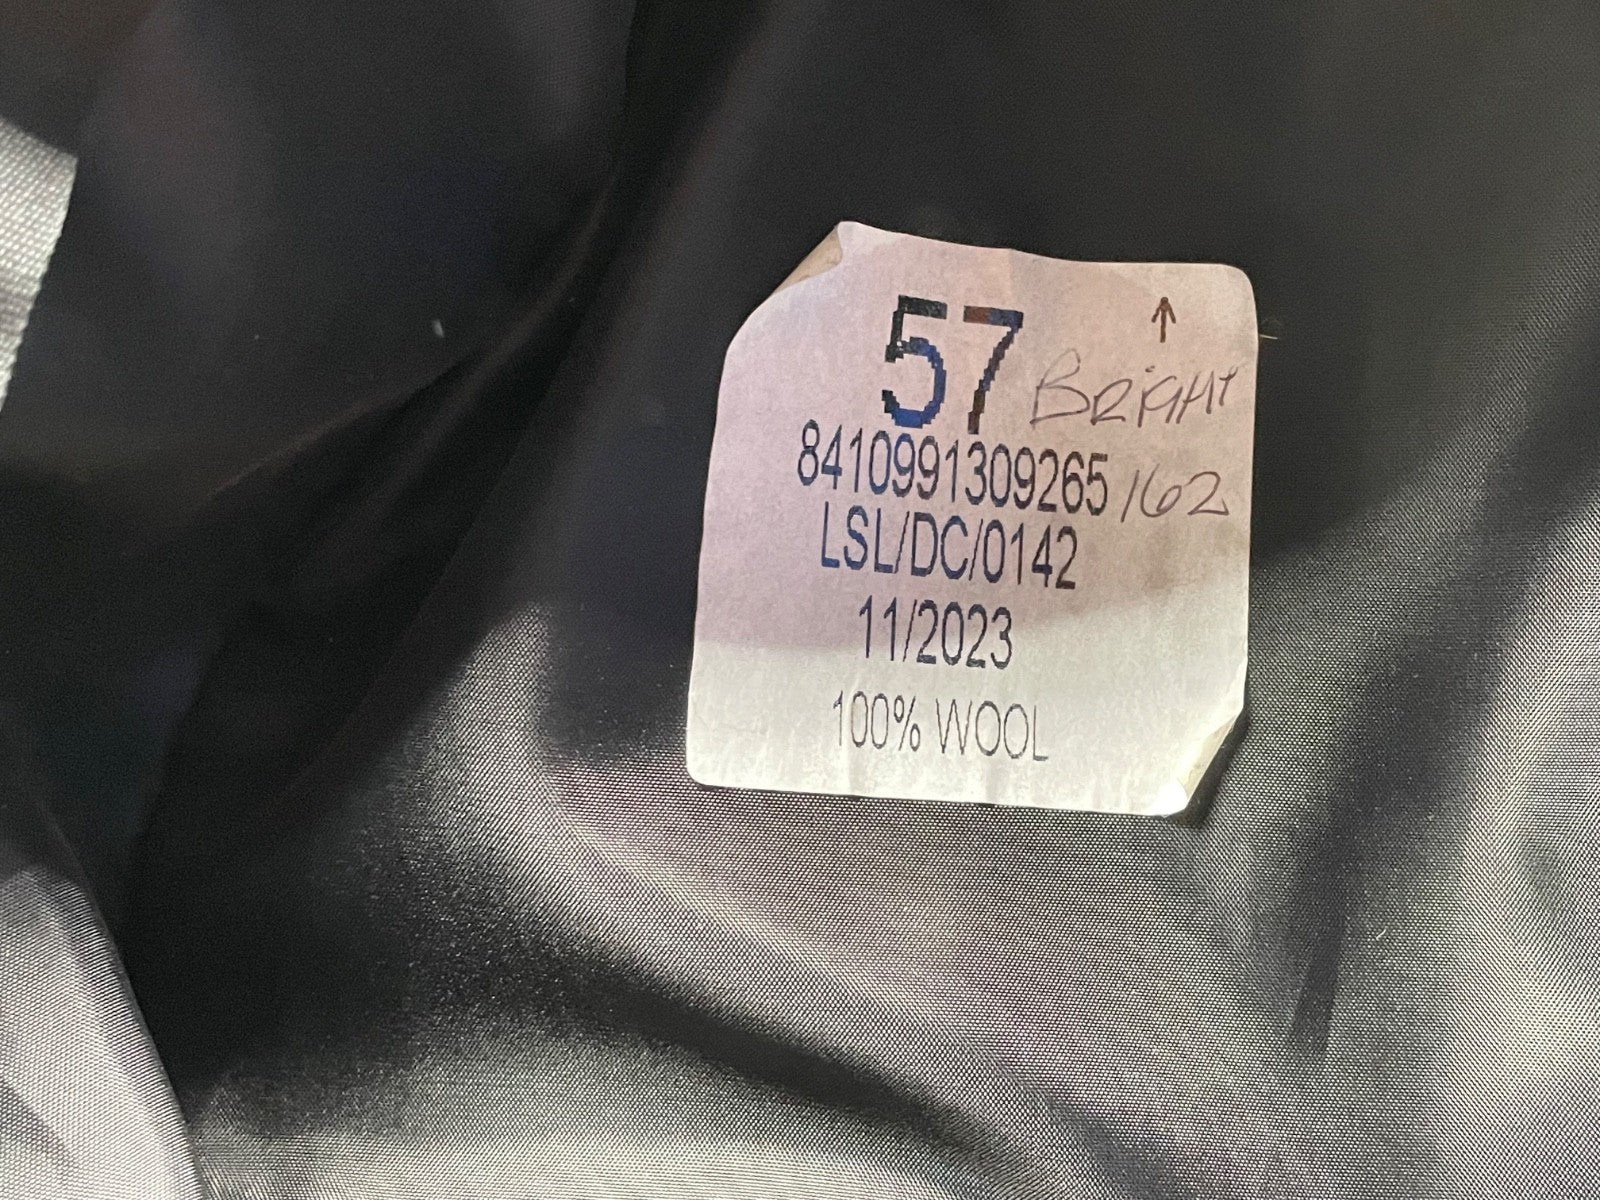 57 BRIGHT
8410991309265 162
LSL/DC/0142
11/2023
100% WOOL